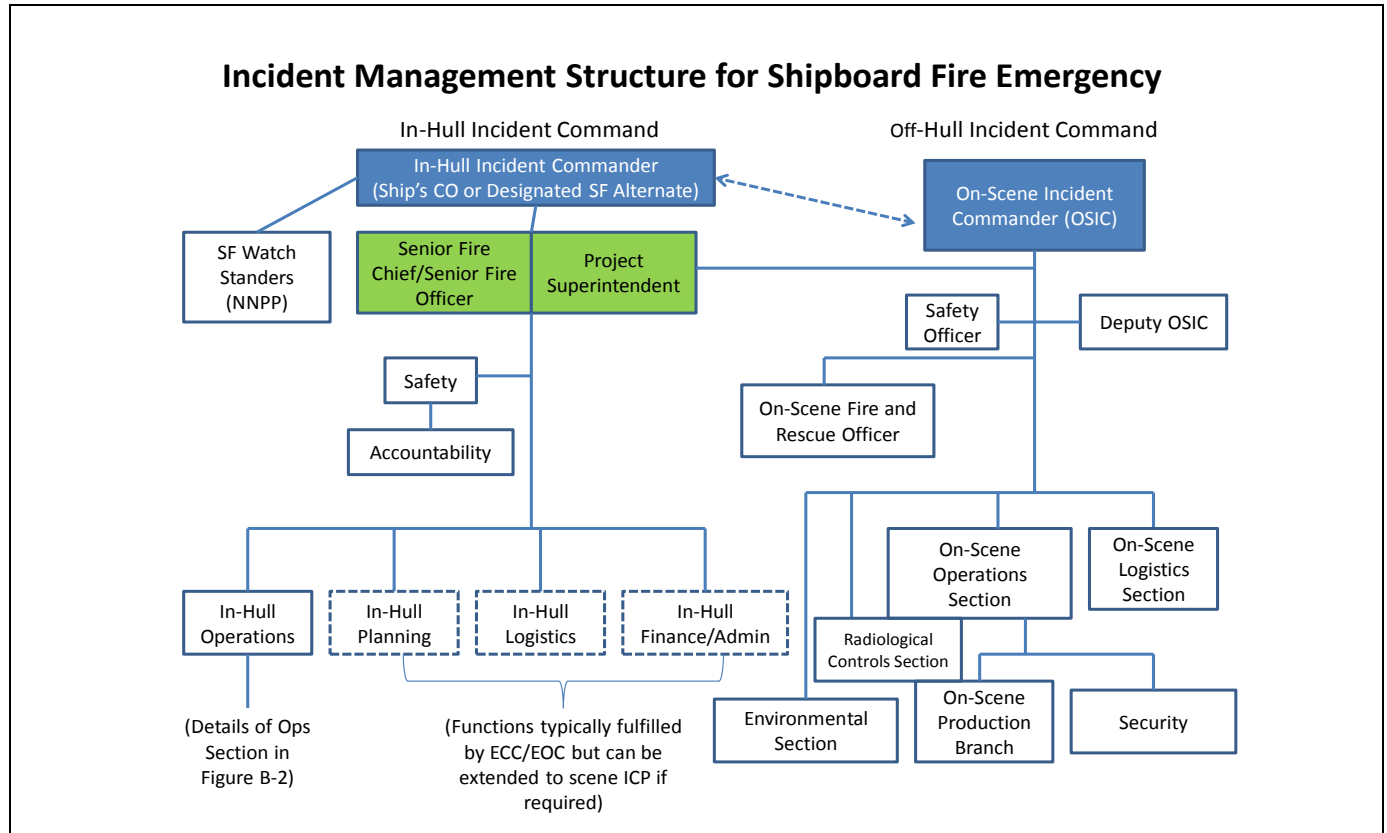 Incident Management Structure for Shipboard Fire Emergency
In-Hull Incident Command
Off-Hull Incident Command
In-Hull Incident Commander
(Ship's CO or Designated SF Alternate)
On-Scene Incident
Commander (OSIC)
SF Watch
Standers
(NNPP)
Senior Fire
Chief/Senior Fire
Officer
Project
Superintendent
Safety
Officer
Deputy OSIC
Safety
Accountability
On-Scene Fire and
Rescue Officer
In-Hull
Operations
In-Hull
Planning
In-Hull
Logistics
In-Hull
Finance/Admin
On-Scene
Operations
Section
On-Scene
Logistics
Section
Radiological
Controls Section
Environmental
Section
On-Scene
Production
Branch
Security
(Details of Ops
Section in
Figure B-2)
(Functions typically fulfilled
by ECC/EOC but can be
extended to scene ICP if
required)